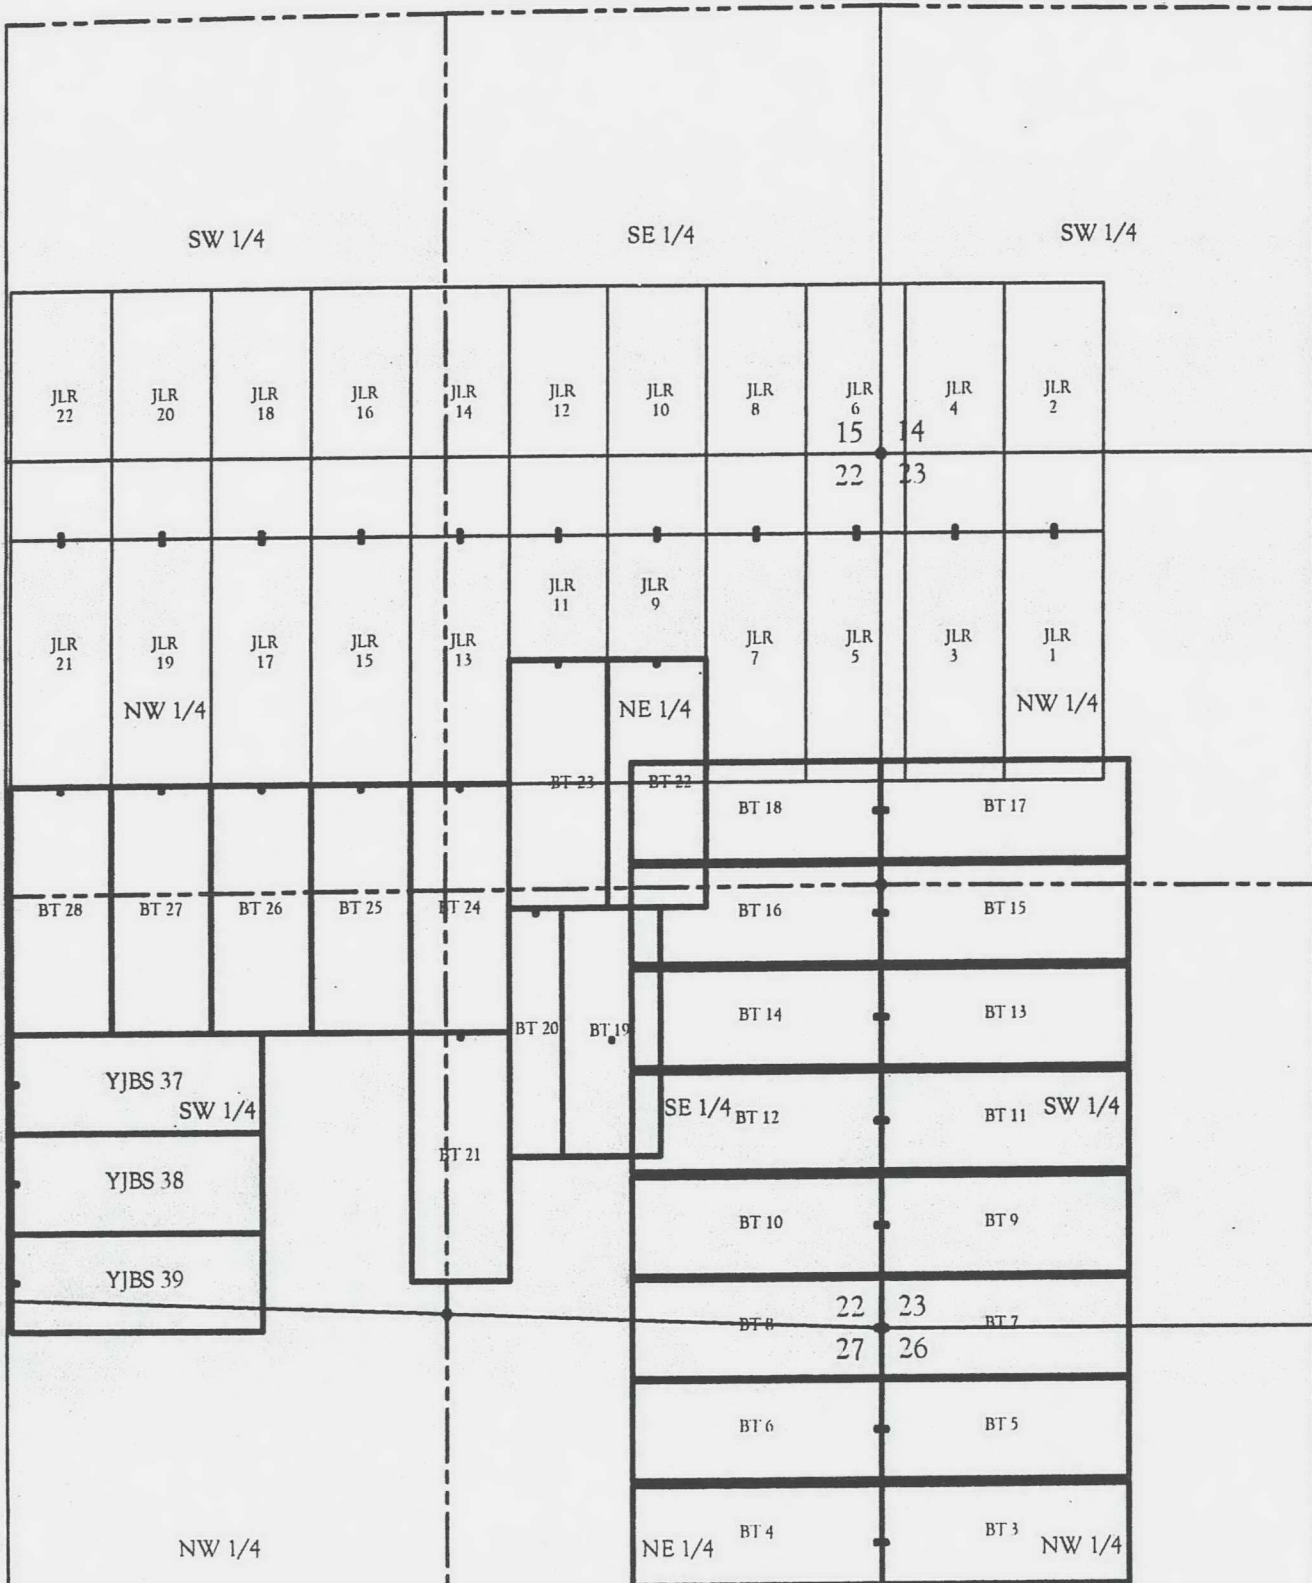 SW 1/4
SE 1/4
SW 1/4
JLR
22
JLR
20
JLR
18
JLR
16
JLR
14
JLR
12
JLR
10
JLR
8
JLR
6
JLR
4
JLR
2
15
14
22
23
JLR
21
JLR
19
JLR
17
JLR
15
JLR
13
JLR
11
JLR
9
JLR
7
JLR
5
JLR
3
JLR
1
NW 1/4
NE 1/4
NW 1/4
BT 23
BT 22
BT 18
BT 17
BT 28
BT 27
BT 26
BT 25
BT 24
BT 16
BT 15
BT 20
BT 19
BT 14
BT 13
YJBS 37
SW 1/4
SE 1/4
BT 12
BT 11
SW 1/4
YJBS 38
BT 21
BT 10
BT 9
YJBS 39
22
23
BT 8
BT 7
27
26
BT 6
BT 5
NW 1/4
NE 1/4
BT 4
BT 3
NW 1/4